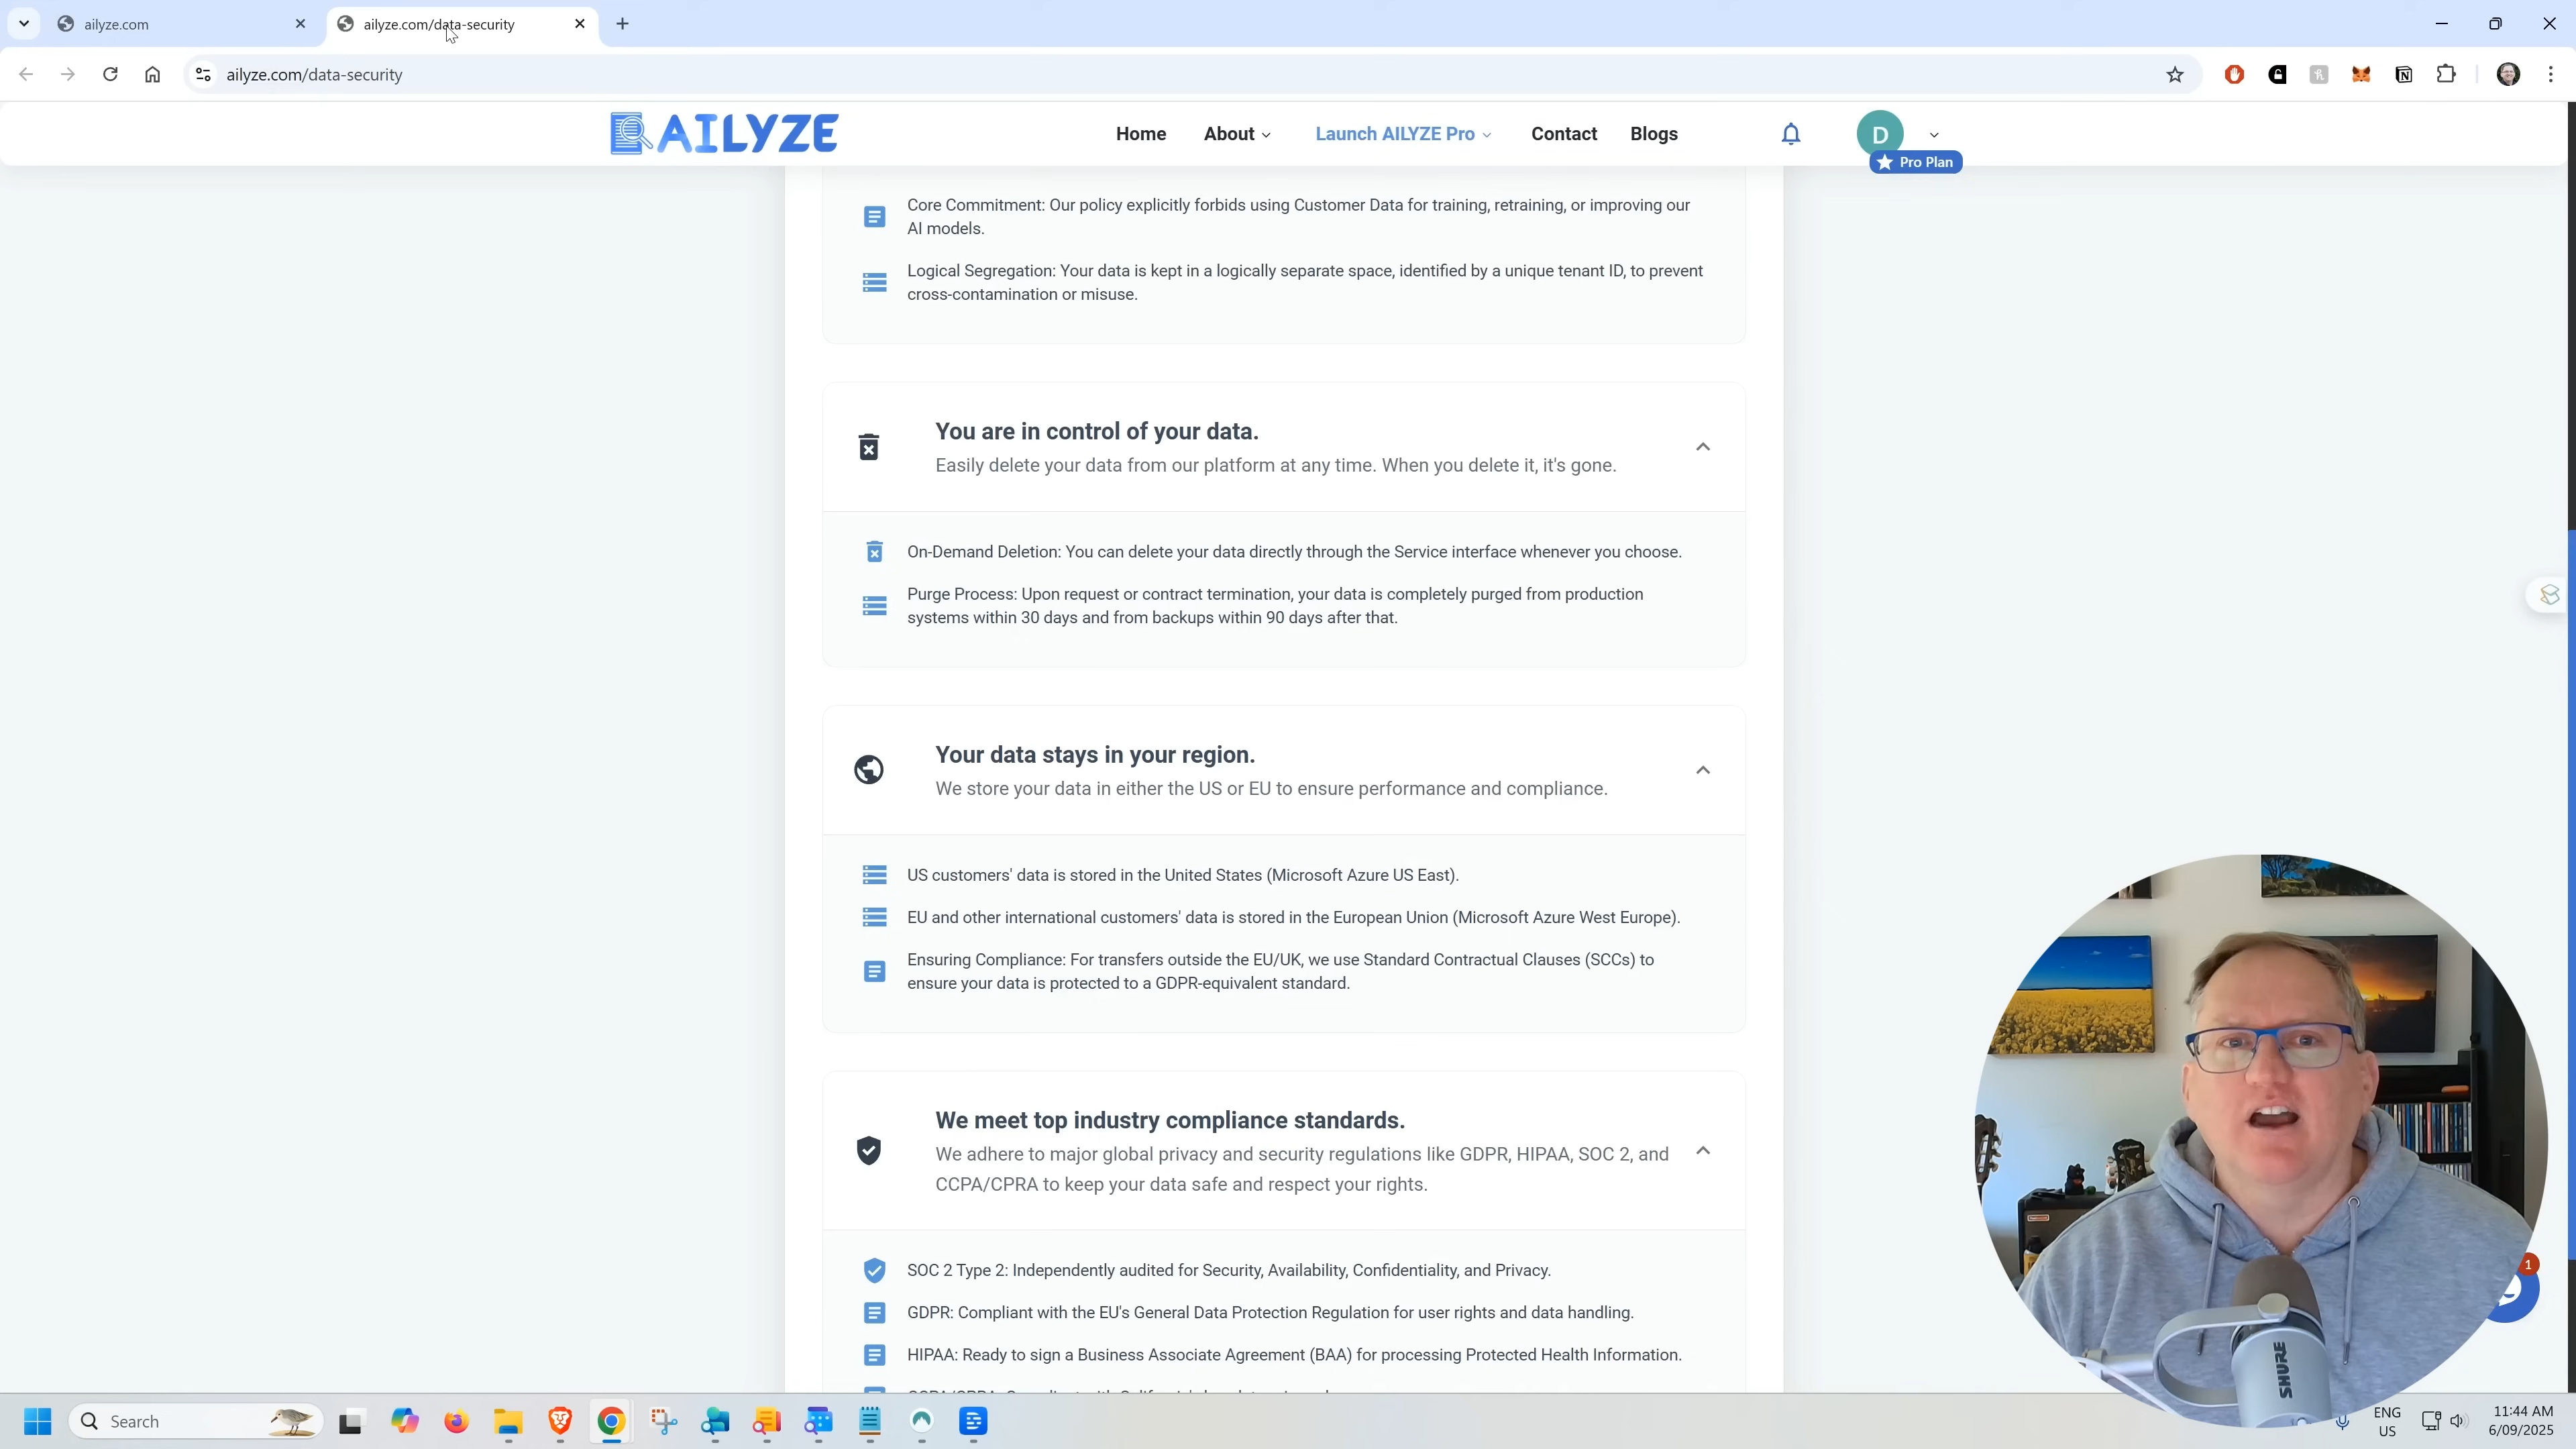 ailyze.com
ailyze.com/data-security
ailyze.com/data-security
AILYZE
Home
About
Launch AILYZE Pro
Contact
Blogs
D
Pro Plan
Core Commitment: Our policy explicitly forbids using Customer Data for training, retraining, or improving our
AI models.
Logical Segregation: Your data is kept in a logically separate space, identified by a unique tenant ID, to prevent
cross-contamination or misuse.
You are in control of your data.
Easily delete your data from our platform at any time. When you delete it, it's gone.
On-Demand Deletion: You can delete your data directly through the Service interface whenever you choose.
Purge Process: Upon request or contract termination, your data is completely purged from production
systems within 30 days and from backups within 90 days after that.
Your data stays in your region.
We store your data in either the US or EU to ensure performance and compliance.
US customers' data is stored in the United States (Microsoft Azure US East).
EU and other international customers' data is stored in the European Union (Microsoft Azure West Europe).
Ensuring Compliance: For transfers outside the EU/UK, we use Standard Contractual Clauses (SCCs) to
ensure your data is protected to a GDPR-equivalent standard.
We meet top industry compliance standards.
We adhere to major global privacy and security regulations like GDPR, HIPAA, SOC 2, and
CCPA/CPRA to keep your data safe and respect your rights.
SOC 2 Type 2: Independently audited for Security, Availability, Confidentiality, and Privacy.
GDPR: Compliant with the EU's General Data Protection Regulation for user rights and data handling.
HIPAA: Ready to sign a Business Associate Agreement (BAA) for processing Protected Health Information.
1
SHURE
Search
ENG
US
11:44 AM
6/09/2025